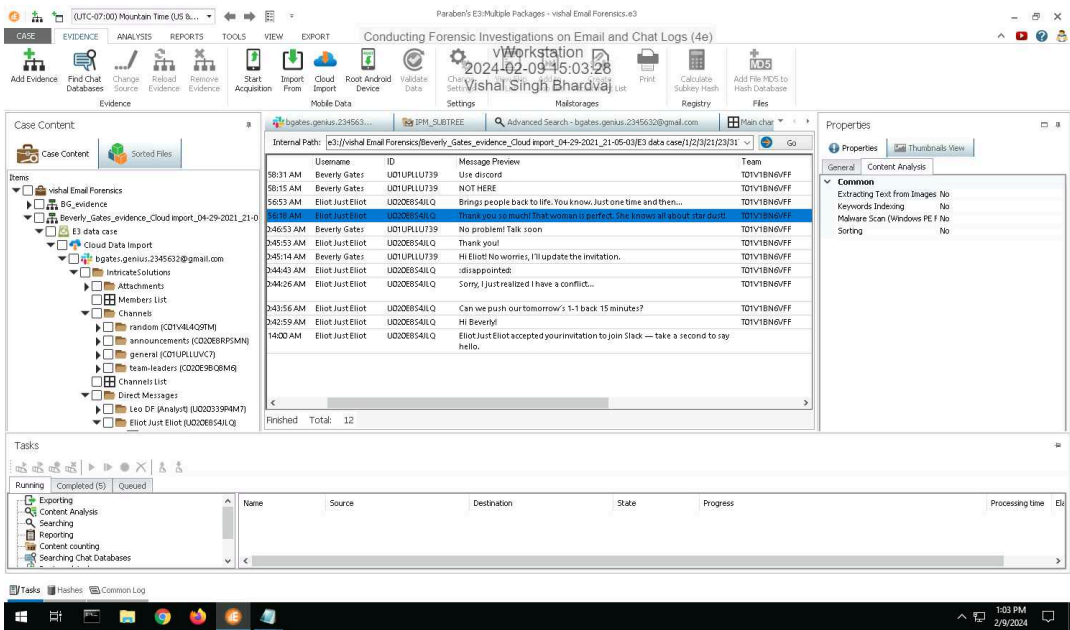 (UTC-07:00) Mountain Time (US &...
Paraben's E3:Multiple Packages - vishal Email Forensics.e3
CASE EVIDENCE ANALYSIS REPORTS TOOLS VIEW EXPORT
Conducting Forensic Investigations on Email and Chat Logs (4e)
vWorkstation
2024-02-09 15:03:28
Vishal Singh Bhardvaj
Add Evidence
Find Chat Databases
Change Source
Reload Evidence
Remove Evidence
Start Acquisition
Import From
Cloud Import
Root Android Device
Validate Data
Print
Calculate Subkey Hash
Add File MD5 to Hash Database
Evidence Mobile Data Settings Mailstorages Registry Files
Case Content
Case Content Sorted Files
Items
vishal Email Forensics
BG_evidence
Beverly_Gates_evidence_Cloud import_04-29-2021_21-0
E3 data case
Cloud Data Import
bgates.genius.2345632@gmail.com
IntricateSolutions
Attachments
Members List
Channels
random (C01V4L4Q9TM)
announcements (C020EBRPSMN)
general (C01UPLLUVC7)
team-leaders (C020E9BQ8M6)
Channels List
Direct Messages
Leo DF (Analyst) (U020339P4M7)
Eliot Just Eliot (U020E8S4JLQ)
bgates.genius.234563... IPM_SUBTREE Advanced Search - bgates.genius.2345632@gmail.com Main char
Internal Path: e3://vishal Email Forensics/Beverly_Gates_evidence_Cloud import_04-29-2021_21-05-03/E3 data case/1/2/3/21/23/31 Go
Username ID Message Preview Team
58:31 AM Beverly Gates U01UPLLU739 Use discord T01V1BN6VFF
58:15 AM Beverly Gates U01UPLLU739 NOT HERE T01V1BN6VFF
56:53 AM Eliot Just Eliot U020E8S4JLQ Brings people back to life. You know. Just one time and then... T01V1BN6VFF
56:18 AM Eliot Just Eliot U020E8S4JLQ Thank you so much! That woman is perfect. She knows all about star dust! T01V1BN6VFF
0:46:53 AM Beverly Gates U01UPLLU739 No problem! Talk soon T01V1BN6VFF
0:45:53 AM Eliot Just Eliot U020E8S4JLQ Thank you! T01V1BN6VFF
0:45:14 AM Beverly Gates U01UPLLU739 Hi Eliot! No worries, I'll update the invitation. T01V1BN6VFF
0:44:43 AM Eliot Just Eliot U020E8S4JLQ :disappointed: T01V1BN6VFF
0:44:26 AM Eliot Just Eliot U020E8S4JLQ Sorry, I just realized I have a conflict... T01V1BN6VFF
0:43:56 AM Eliot Just Eliot U020E8S4JLQ Can we push our tomorrow's 1-1 back 15 minutes? T01V1BN6VFF
0:42:59 AM Eliot Just Eliot U020E8S4JLQ Hi Beverly! T01V1BN6VFF
14:00 AM Eliot Just Eliot U020E8S4JLQ Eliot Just Eliot accepted your invitation to join Slack — take a second to say
hello. T01V1BN6VFF
Finished Total: 12
Properties
Properties Thumbnails View
General Content Analysis
Common
Extracting Text from Images No
Keywords Indexing No
Malware Scan (Windows PE F No
Sorting No
Tasks
Running Completed (5) Queued
Exporting
Content Analysis
Searching
Reporting
Content counting
Searching Chat Databases
Name Source Destination State Progress Processing time Ela
Tasks Hashes Common Log
1:03 PM
2/9/2024